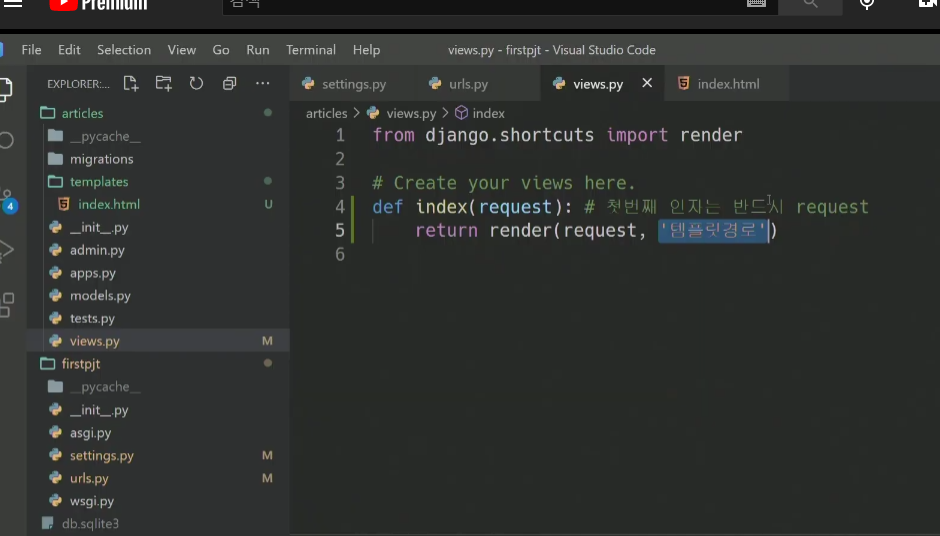 Premium
검색
File Edit Selection View Go Run Terminal Help views.py - firstpjt - Visual Studio Code
EXPLORER:... settings.py urls.py views.py index.html
articles > views.py > index
articles
__pycache__
migrations
templates
index.html U
__init__.py
admin.py
apps.py
models.py
tests.py
views.py M
firstpjt
__pycache__
__init__.py
asgi.py
settings.py M
urls.py M
wsgi.py
db.sqlite3
4
1 from django.shortcuts import render
2
3 # Create your views here.
4 def index(request): # 첫번째 인자는 반드시 request
5 return render(request, '템플릿경로')
6